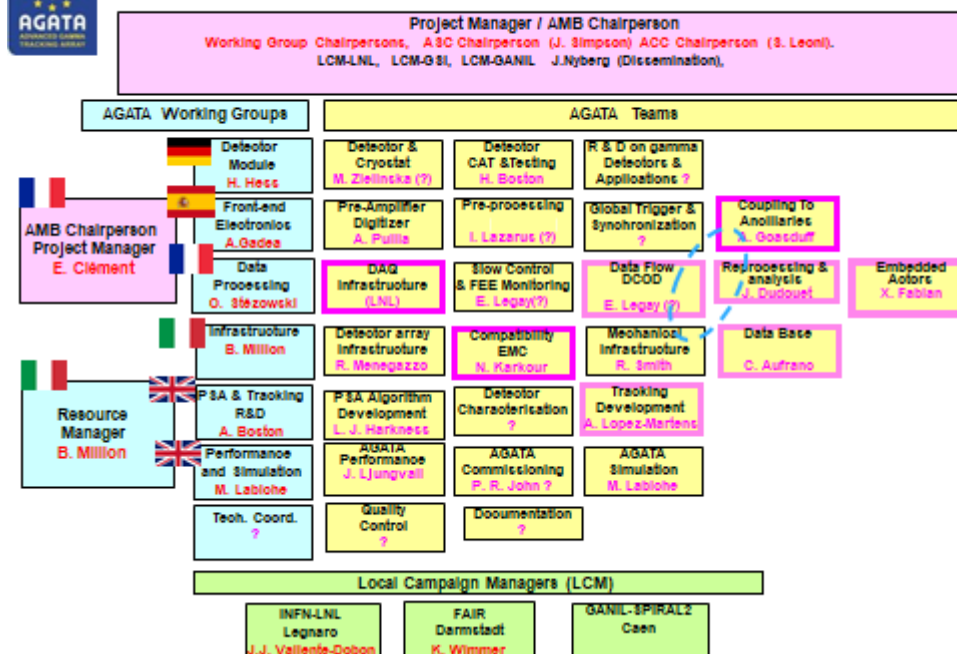 AGATA
ADVANCED GAMMA
TRACKING ARRAY
Project Manager / AMB Chairperson
Working Group Chairpersons, ASC Chairperson (J. Simpson) ACC Chairperson (S. Leoni).
LCM-LNL, LCM-GSI, LCM-GANIL J.Nyberg (Dissemination),
AGATA Working Groups
AGATA Teams
AMB Chairperson
Project Manager
E. Clément
Resource
Manager
B. Million
Detector
Module
H. Hess
Detector &
Cryostat
M. Zielinska (?)
Detector
CAT &Testing
H. Boston
R & D on gamma
Detectors &
Applications ?
Front-end
Electronics
A.Gadea
Pre-Amplifier
Digitizer
A. Pullia
Pre-processing
I. Lazarus (?)
Global Trigger &
Synchronization
?
Coupling To
Ancillaries
A. Goasduff
Data
Processing
O. Stézowski
DAQ
Infrastructure
(LNL)
Slow Control
& FEE Monitoring
E. Legay(?)
Data Flow
DCOD
E. Legay (?)
Reprocessing &
analysis
J. Dudouet
Embedded
Actors
X. Fabian
Infrastructure
B. Million
Detector array
Infrastructure
R. Menegazzo
Compatibility
EMC
N. Karkour
Mechanical
Infrastructure
R. Smith
Data Base
C. Aufrano
PSA & Tracking
R&D
A. Boston
PSA Algorithm
Development
L. J. Harkness
Detector
Characterisation
?
Tracking
Development
A. Lopez-Martens
Performance
and Simulation
M. Labiche
AGATA
Performance
J. Ljungvall
AGATA
Commissioning
P. R. John ?
AGATA
Simulation
M. Labiche
Tech. Coord.
?
Quality
Control
?
Documentation
?
Local Campaign Managers (LCM)
INFN-LNL
Legnaro
J.J. Valiente-Dobon
FAIR
Darmstadt
K. Wimmer
GANIL-SPIRAL2
Caen